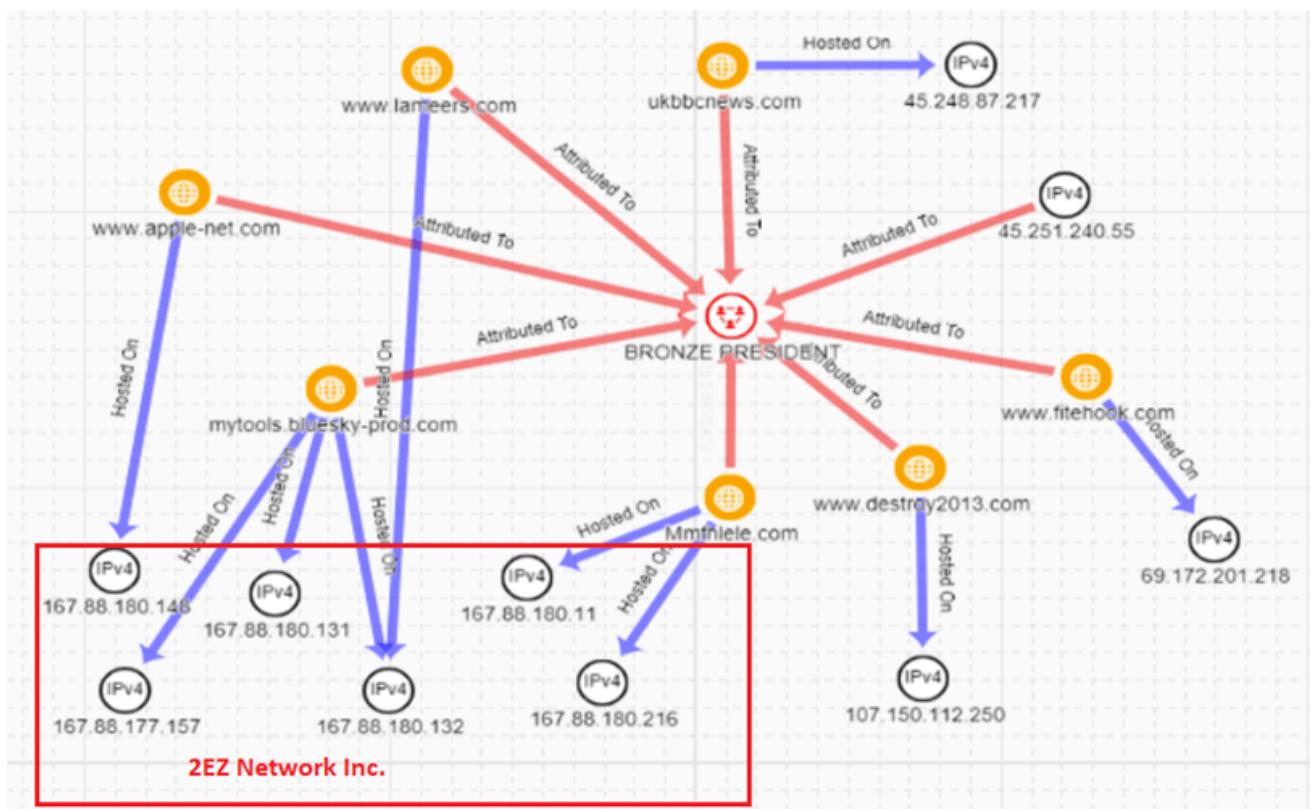 Hosted On
IPv4
45.248.87.217
www.lameers.com
ukbbcnews.com
Attributed To
Attributed To
IPv4
45.251.240.55
www.apple-net.com
Attributed To
Attributed To
Attributed To
Attributed To
BRONZE PRESIDENT
Attributed To
Hosted On
Hosted On
mytools.bluesky-prod.com
www.fitehook.com
Hosted On
Hosted On
Hosted On
Hosted On
www.destroy2013.com
Hosted On
Mmfhlele.com
Hosted On
Hosted On
IPv4
69.172.201.218
IPv4
167.88.180.148
IPv4
167.88.180.131
IPv4
167.88.180.11
IPv4
167.88.177.157
IPv4
167.88.180.132
IPv4
167.88.180.216
IPv4
107.150.112.250
2EZ Network Inc.